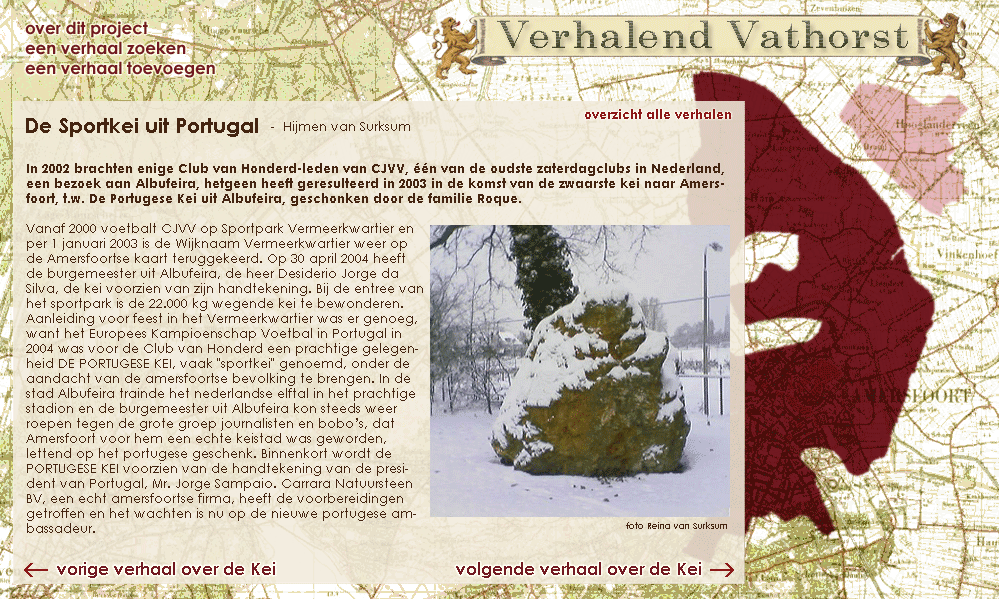 over dit project
een verhaal zoeken
een verhaal toevoegen
Verhalend Vathorst
overzicht alle verhalen
De Sportkei uit Portugal - Hijmen van Surksum
In 2002 brachten enige Club van Honderd-leden van CJVV, één van de oudste zaterdagclubs in Nederland,
een bezoek aan Albufeira, hetgeen heeft geresulteerd in 2003 in de komst van de zwaarste kei naar Amers-
foort, t.w. De Portugese Kei uit Albufeira, geschonken door de familie Roque.
Vanaf 2000 voetbalt CJVV op Sportpark Vermeerkwartier en
per 1 januari 2003 is de Wijknaam Vermeerkwartier weer op
de Amersfoortse kaart teruggekeerd. Op 30 april 2004 heeft
de burgemeester uit Albufeira, de heer Desiderio Jorge da
Silva, de kei voorzien van zijn handtekening. Bij de entree van
het sportpark is de 22.000 kg wegende kei te bewonderen.
Aanleiding voor feest in het Vermeerkwartier was er genoeg,
want het Europees Kampioenschap Voetbal in Portugal in
2004 was voor de Club van Honderd een prachtige gelegen-
heid DE PORTUGESE KEI, vaak "sportkei" genoemd, onder de
aandacht van de amersfoortse bevolking te brengen. In de
stad Albufeira trainde het nederlandse elftal in het prachtige
stadion en de burgemeester uit Albufeira kon steeds weer
roepen tegen de grote groep journalisten en bobo's, dat
Amersfoort voor hem een echte keistad was geworden,
lettend op het portugese geschenk. Binnenkort wordt de
PORTUGESE KEI voorzien van de handtekening van de presi-
dent van Portugal, Mr. Jorge Sampaio. Carrara Natuursteen
BV, een echt amersfoortse firma, heeft de voorbereidingen
getroffen en het wachten is nu op de nieuwe portugese am-
bassadeur.
foto Reina van Surksum
vorige verhaal over de Kei
volgende verhaal over de Kei